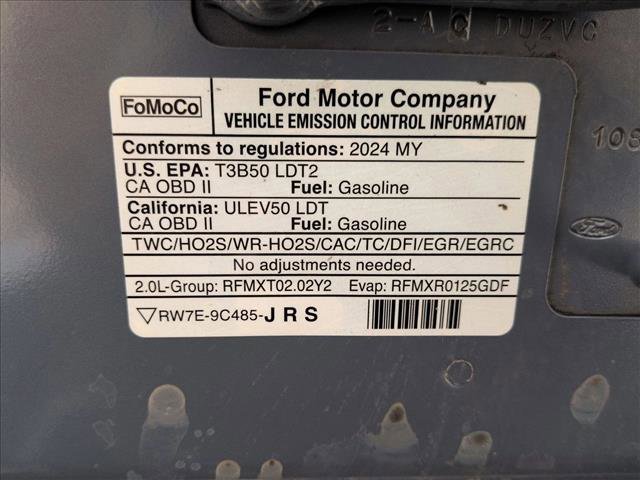 2-AC DUZVC
108
Ford
FoMoCo
Ford Motor Company
VEHICLE EMISSION CONTROL INFORMATION
Conforms to regulations: 2024 MY
U.S. EPA: T3B50 LDT2
CA OBD II Fuel: Gasoline
California: ULEV50 LDT
CA OBD II Fuel: Gasoline
TWC/HO2S/WR-HO2S/CAC/TC/DFI/EGR/EGRC
No adjustments needed.
2.0L-Group: RFMXT02.02Y2 Evap: RFMXR0125GDF
RW7E-9C485-J R S